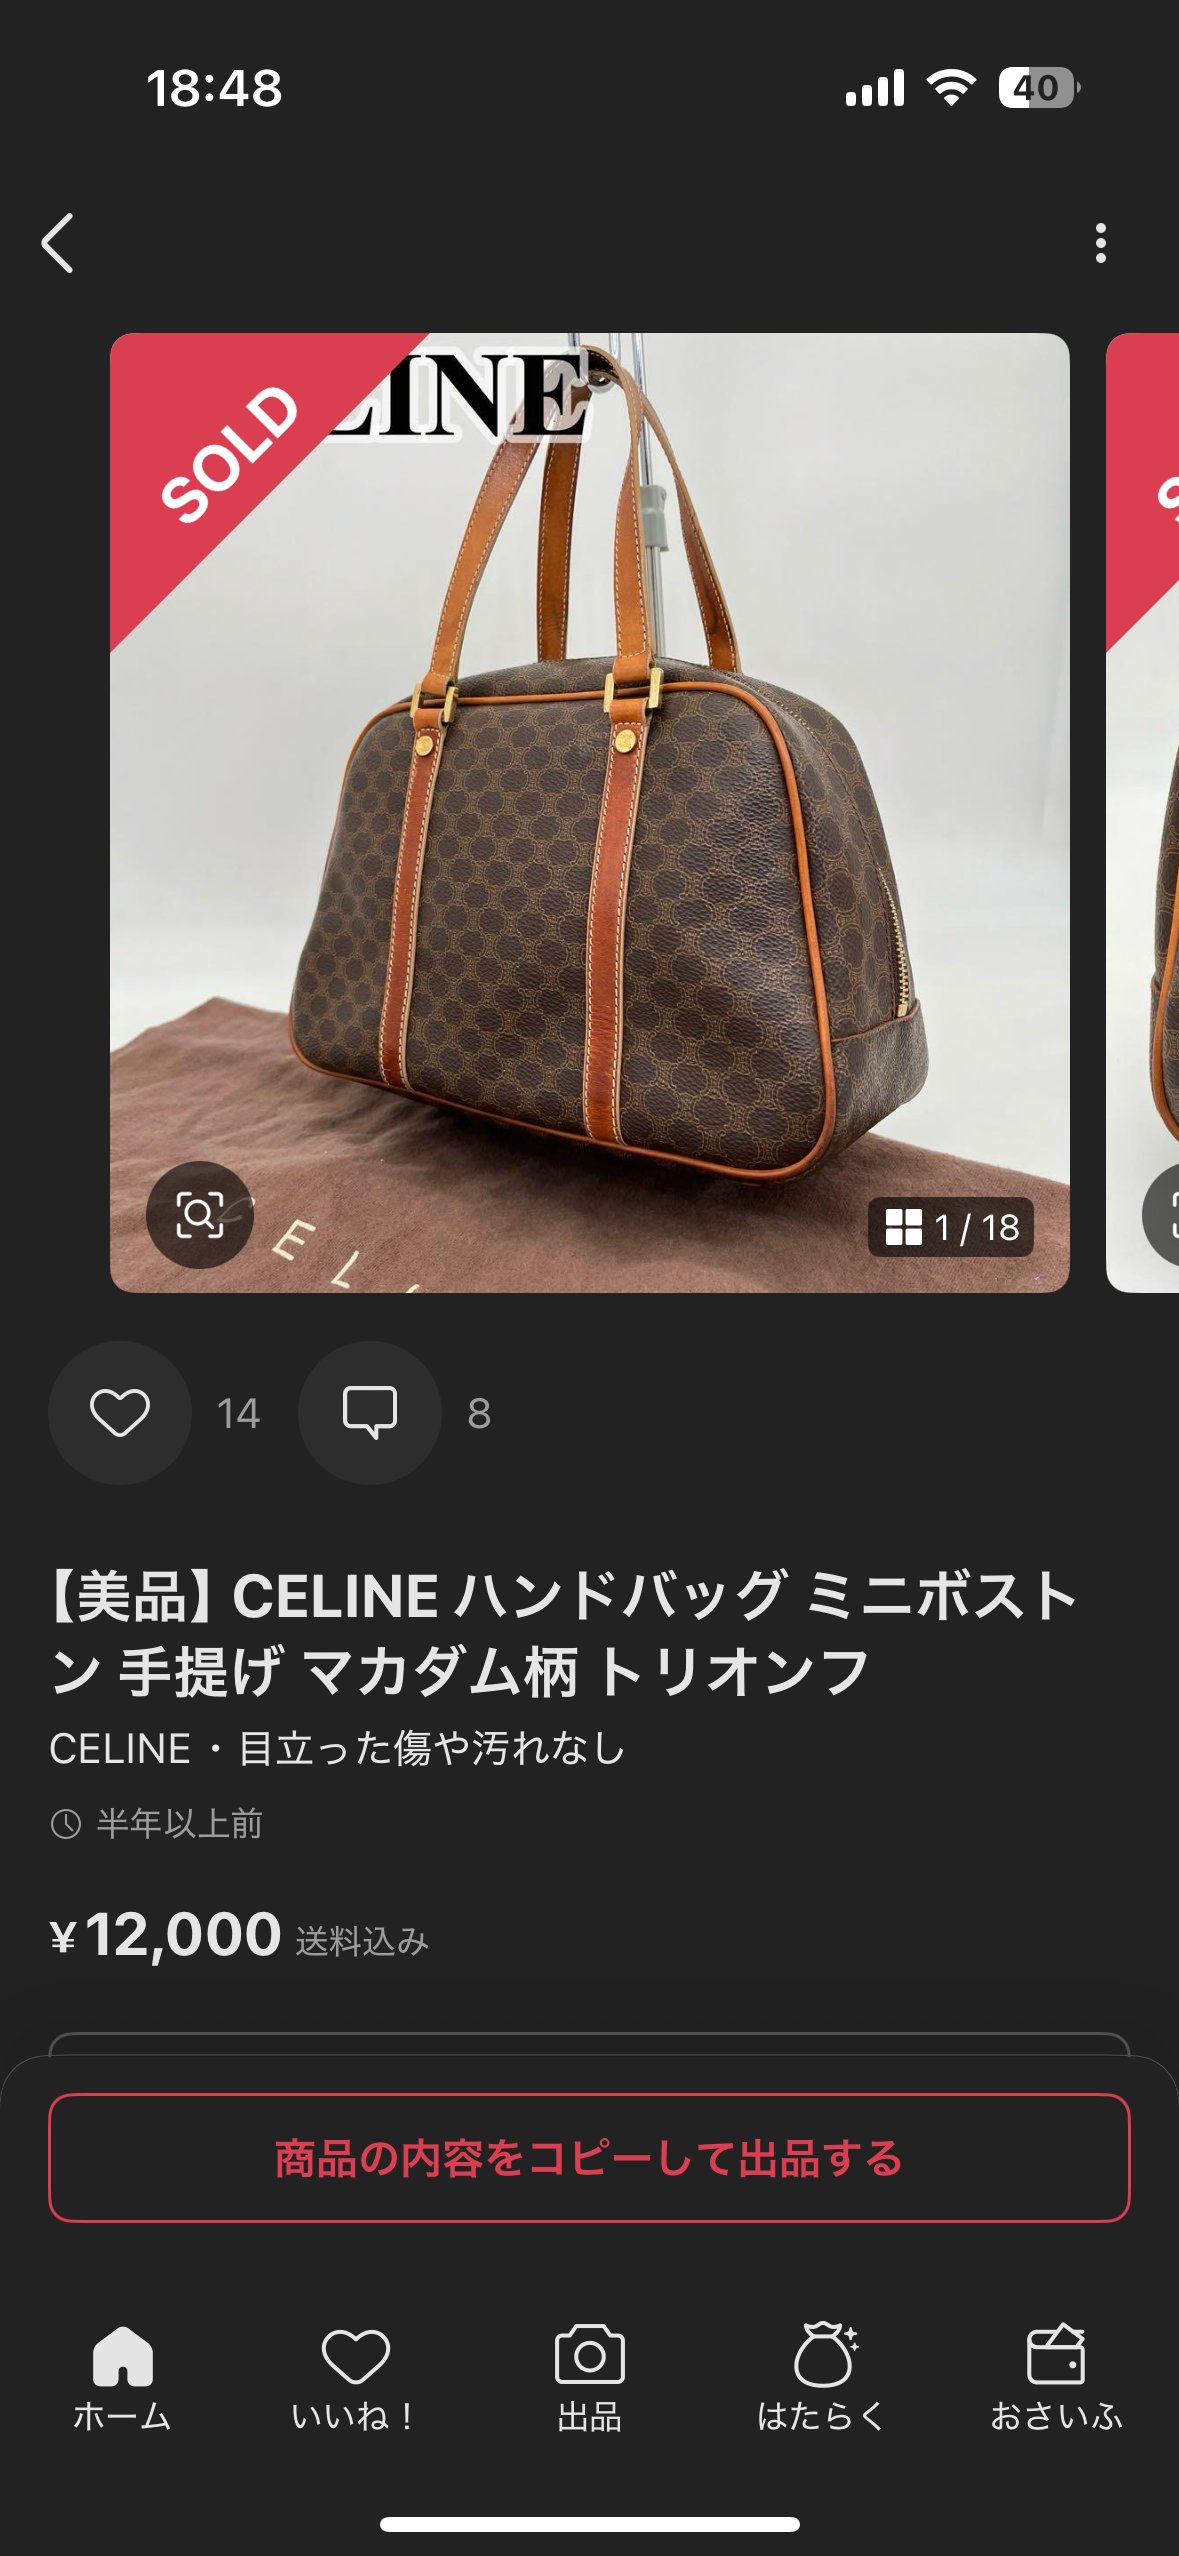 18:48
40
SOLD
LINE
S
E L
1 / 18
14
8
【美品】CELINE ハンドバッグ ミニボスト
ン 手提げ マカダム柄 トリオンフ
CELINE・目立った傷や汚れなし
半年以上前
¥12,000 送料込み
商品の内容をコピーして出品する
ホーム
いいね！
出品
はたらく
おさいふ